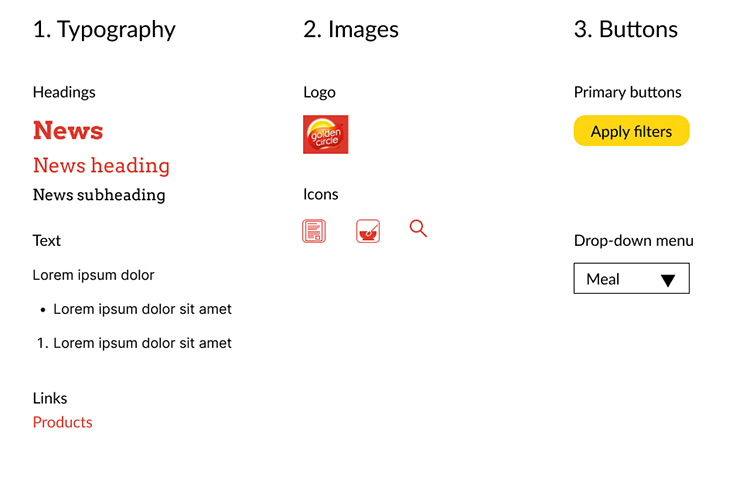 1. Typography
Headings
News
News heading
News subheading
Text
Lorem ipsum dolor
• Lorem ipsum dolor sit amet
1. Lorem ipsum dolor sit amet
Links
Products
2. Images
Logo
golden
circle
Icons
3. Buttons
Primary buttons
Apply filters
Drop-down menu
Meal